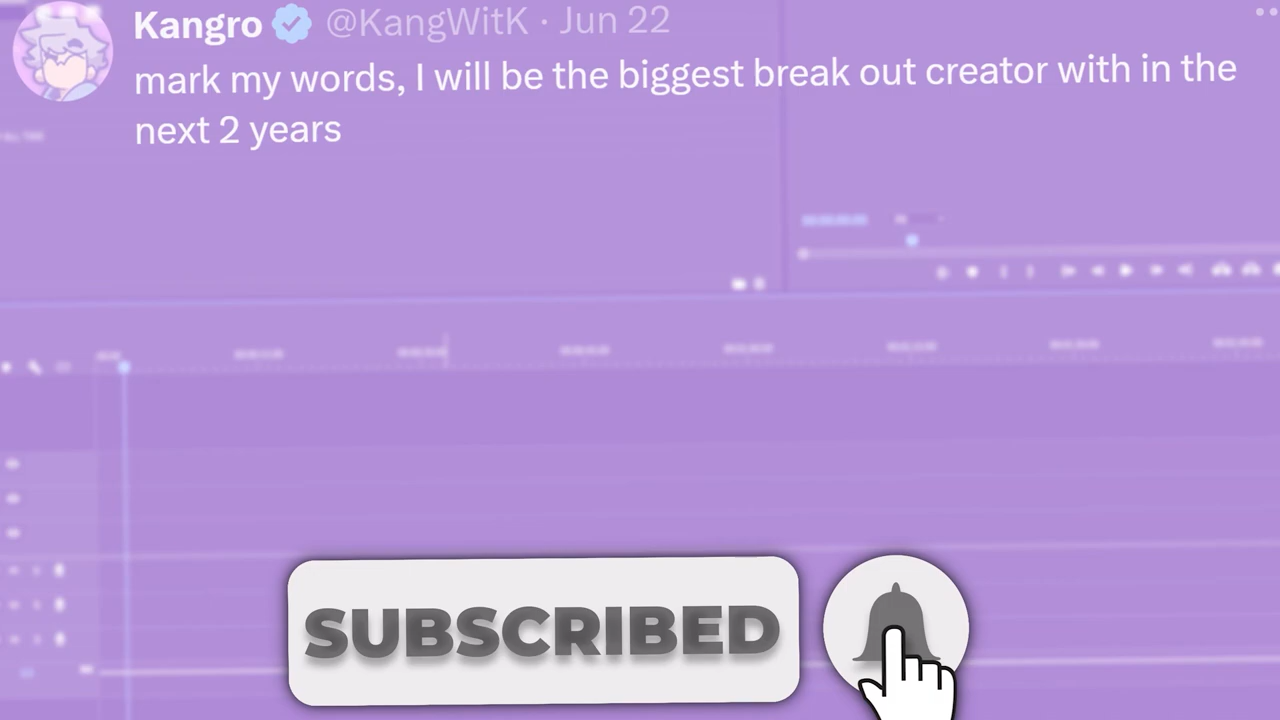 Kangro @KangWitK · Jun 22
mark my words, I will be the biggest break out creator with in the
next 2 years
SUBSCRIBED